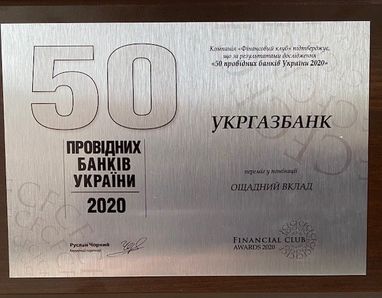 50
ПРОВІДНИХ
БАНКІВ
УКРАЇНИ
2020
Руслан Чорний
Компанія «Фінансовий клуб» підтверджує,
що за результатами дослідження
«50 провідних банків України 2020»
УКРГАЗБАНК
переміг у номінації
ОЩАДНИЙ ВКЛАД
FINANCIAL CLUB
AWARDS 2020